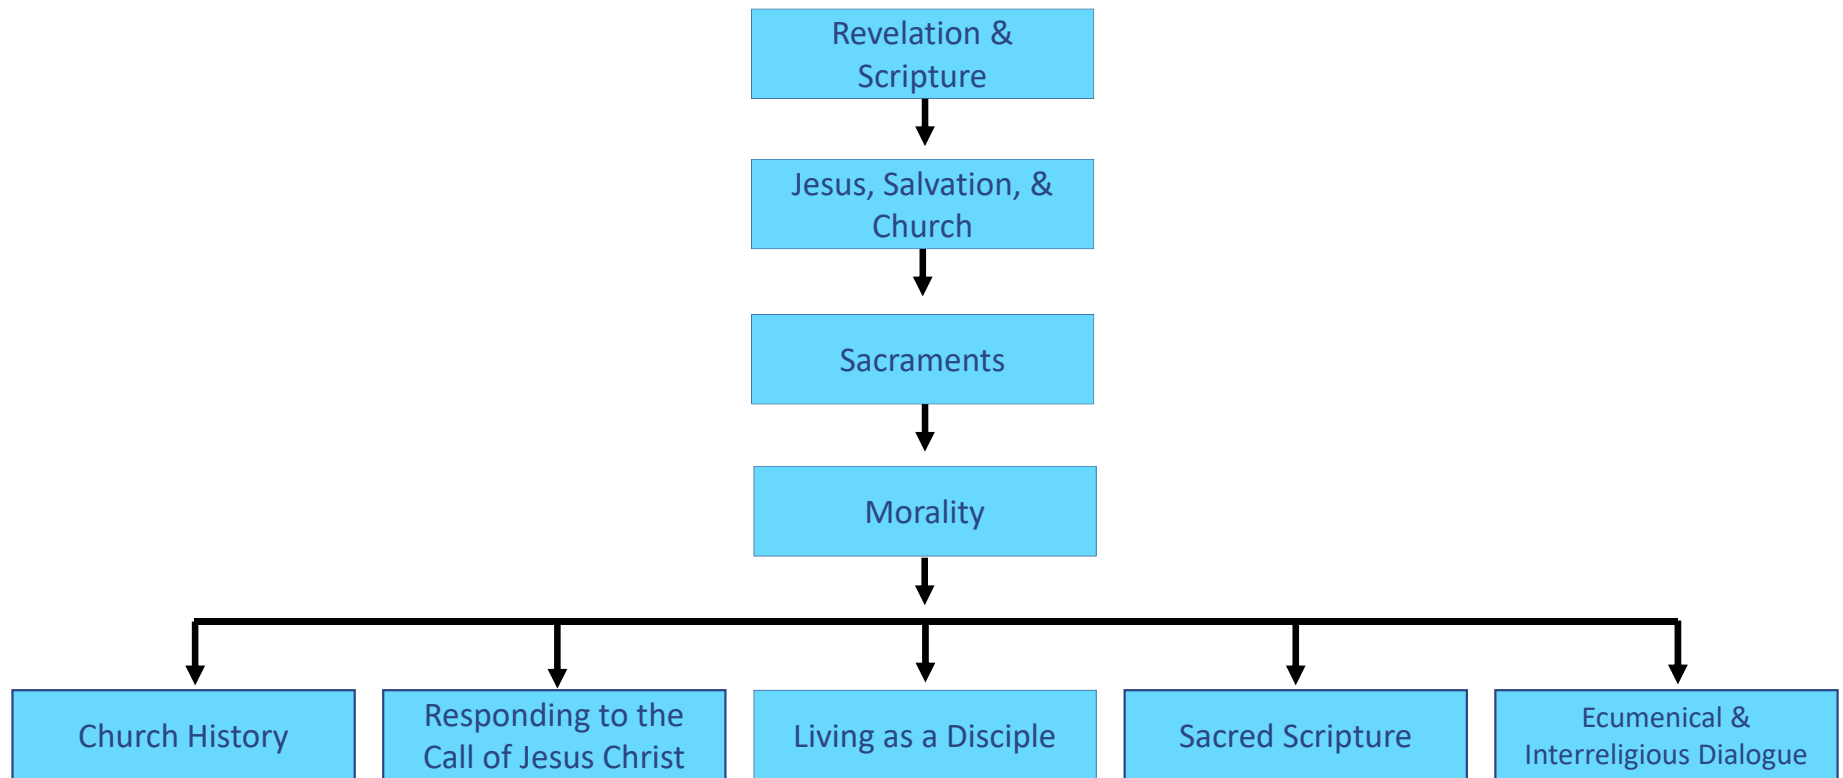 Revelation &
Scripture
Jesus, Salvation, &
Church
Sacraments
Morality
Church History
Responding to the
Call of Jesus Christ
Living as a Disciple
Sacred Scripture
Ecumenical &
Interreligious Dialogue